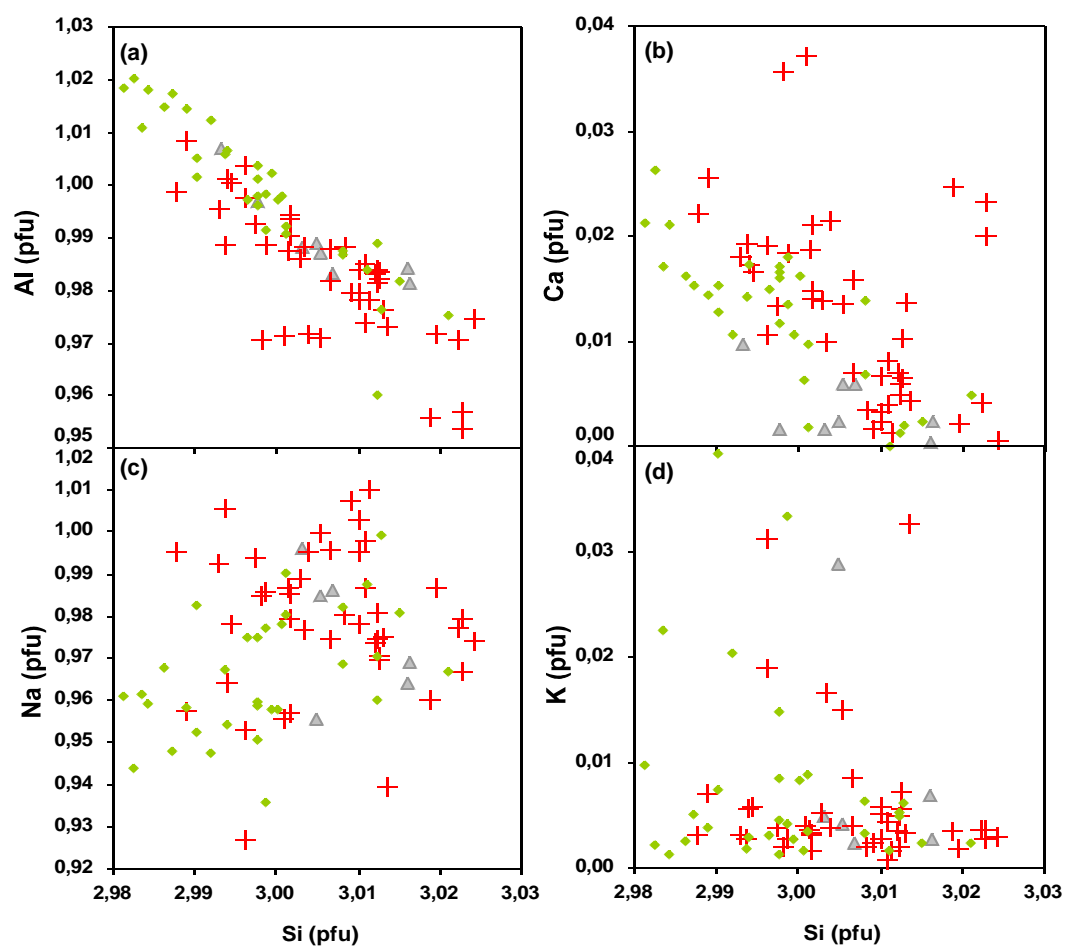 (a)
1,03
1,02
1,01
1,00
0,99
0,98
0,97
0,96
0,95
Al (pfu)
(b)
0,04
0,03
0,02
0,01
0,00
Ca (pfu)
(c)
1,02
1,01
1,00
0,99
0,98
0,97
0,96
0,95
0,94
0,93
0,92
Na (pfu)
2,98 2,99 3,00 3,01 3,02 3,03
Si (pfu)
(d)
0,04
0,03
0,02
0,01
0,00
K (pfu)
2,98 2,99 3,00 3,01 3,02 3,03
Si (pfu)